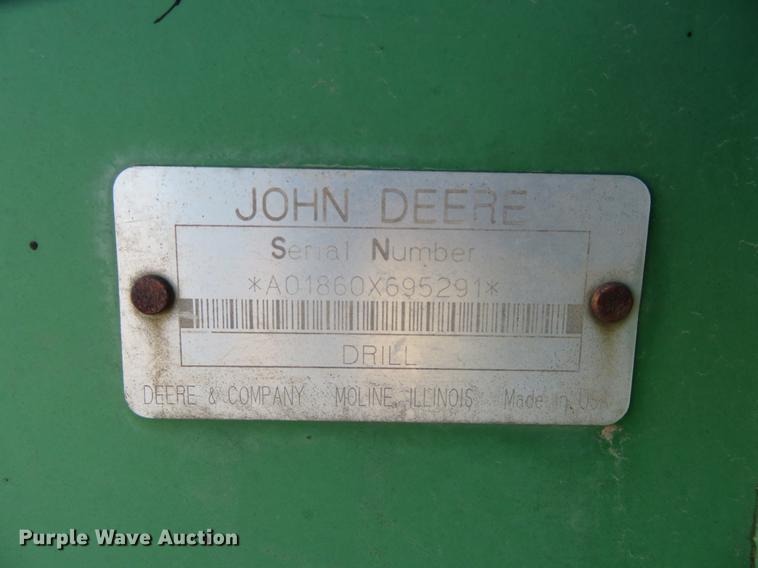 JOHN DEERE
Serial Number
*A01860X695291*
DRILL
DEERE & COMPANY MOLINE, ILLINOIS Made in USA
Purple Wave Auction